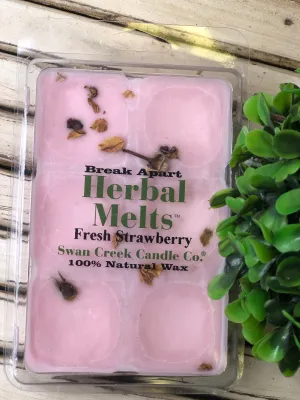 Break Apart
Herbal
Melts™
Fresh Strawberry
Swan Creek Candle Co.®
100% Natural Wax